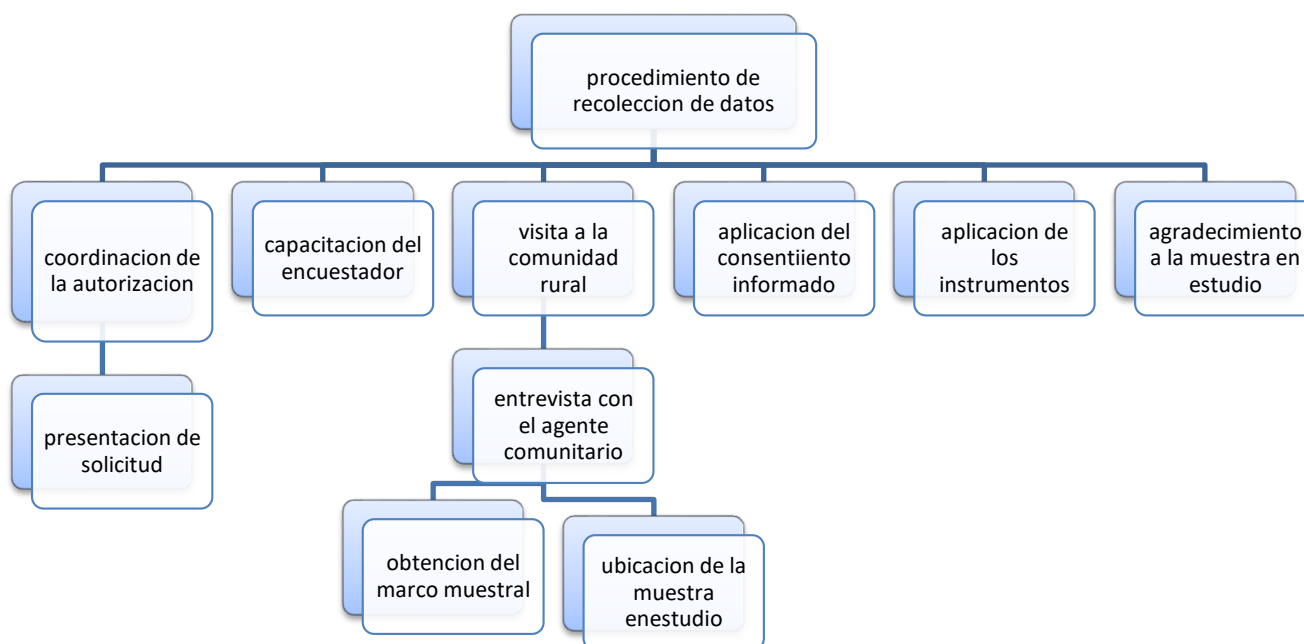 procedimiento de
recoleccion de datos
coordinacion de
la autorizacion
capacitacion del
encuestador
visita a la
comunidad
rural
aplicacion del
consentiiento
informado
aplicacion de
los
instrumentos
agradecimiento
a la muestra en
estudio
presentacion de
solicitud
entrevista con
el agente
comunitario
obtencion del
marco muestral
ubicacion de la
muestra
enestudio